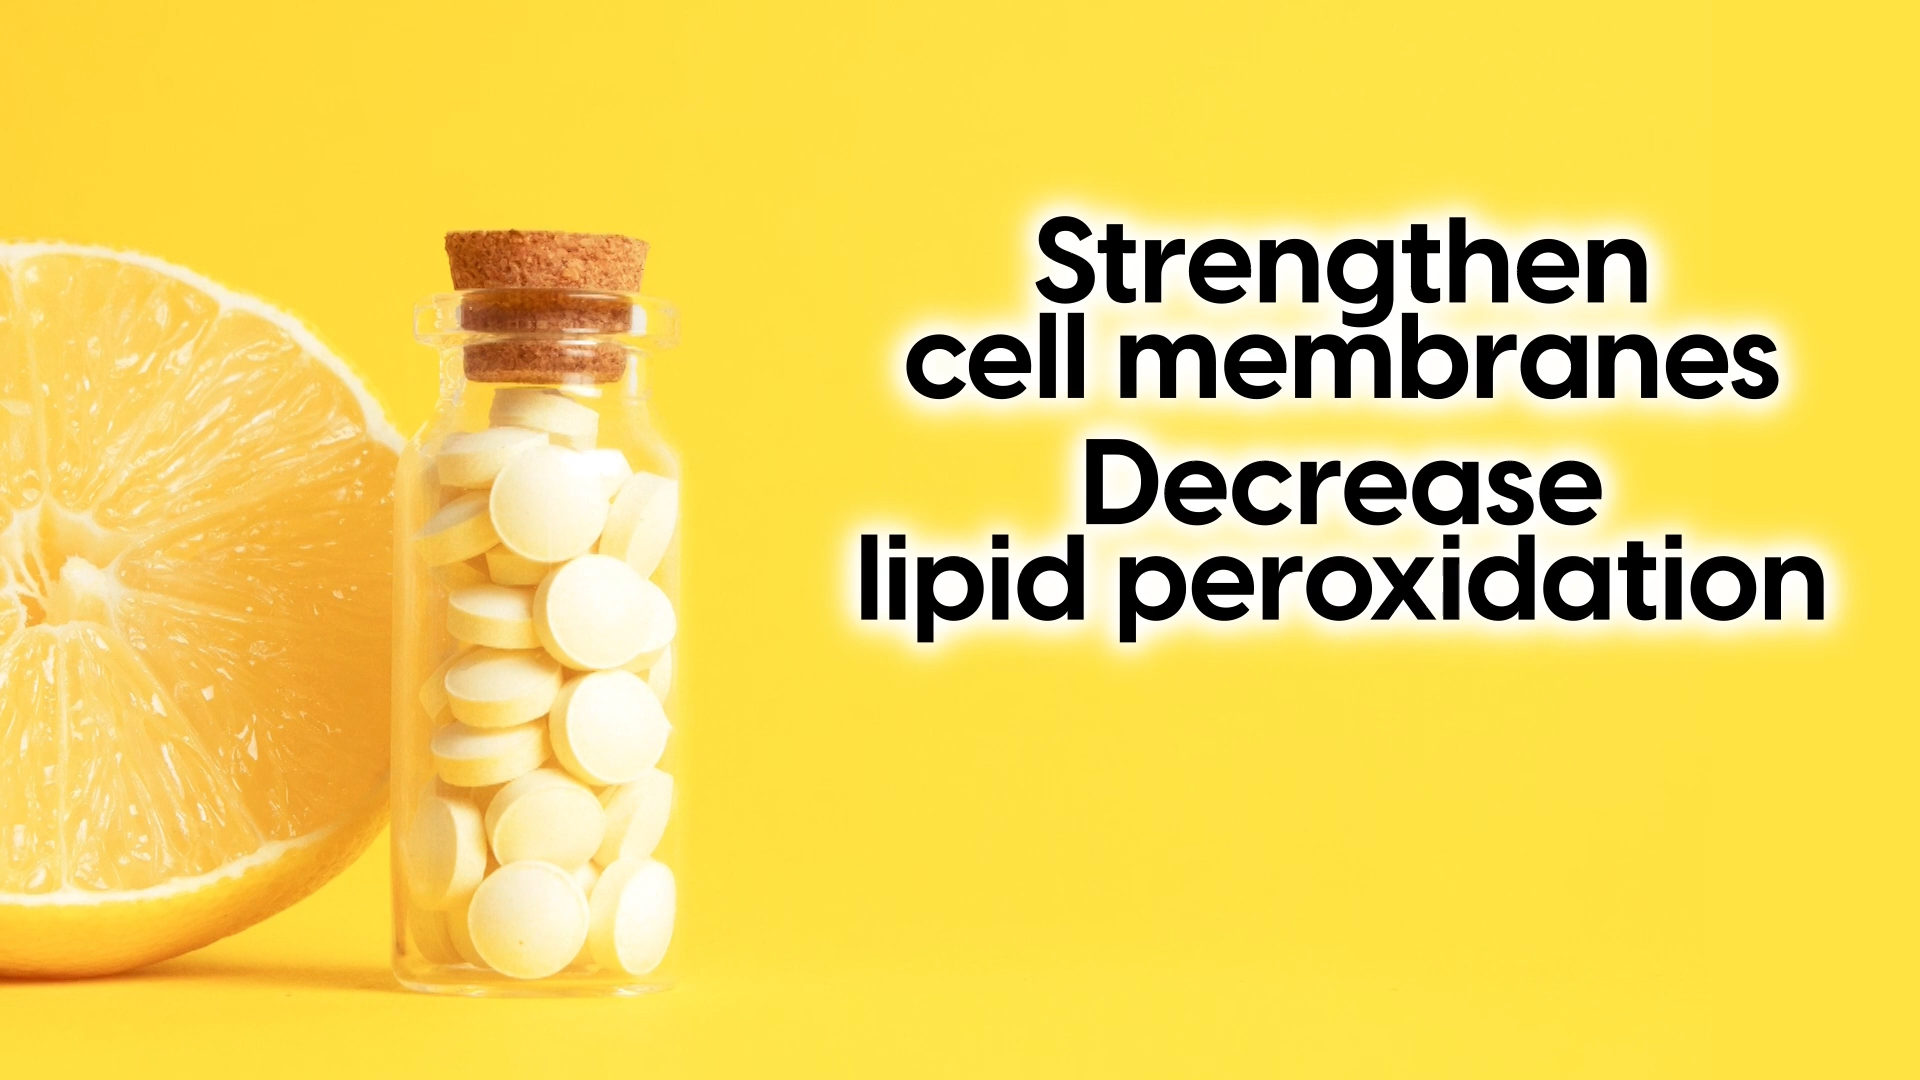 Strengthen
cell membranes
Decrease
lipid peroxidation